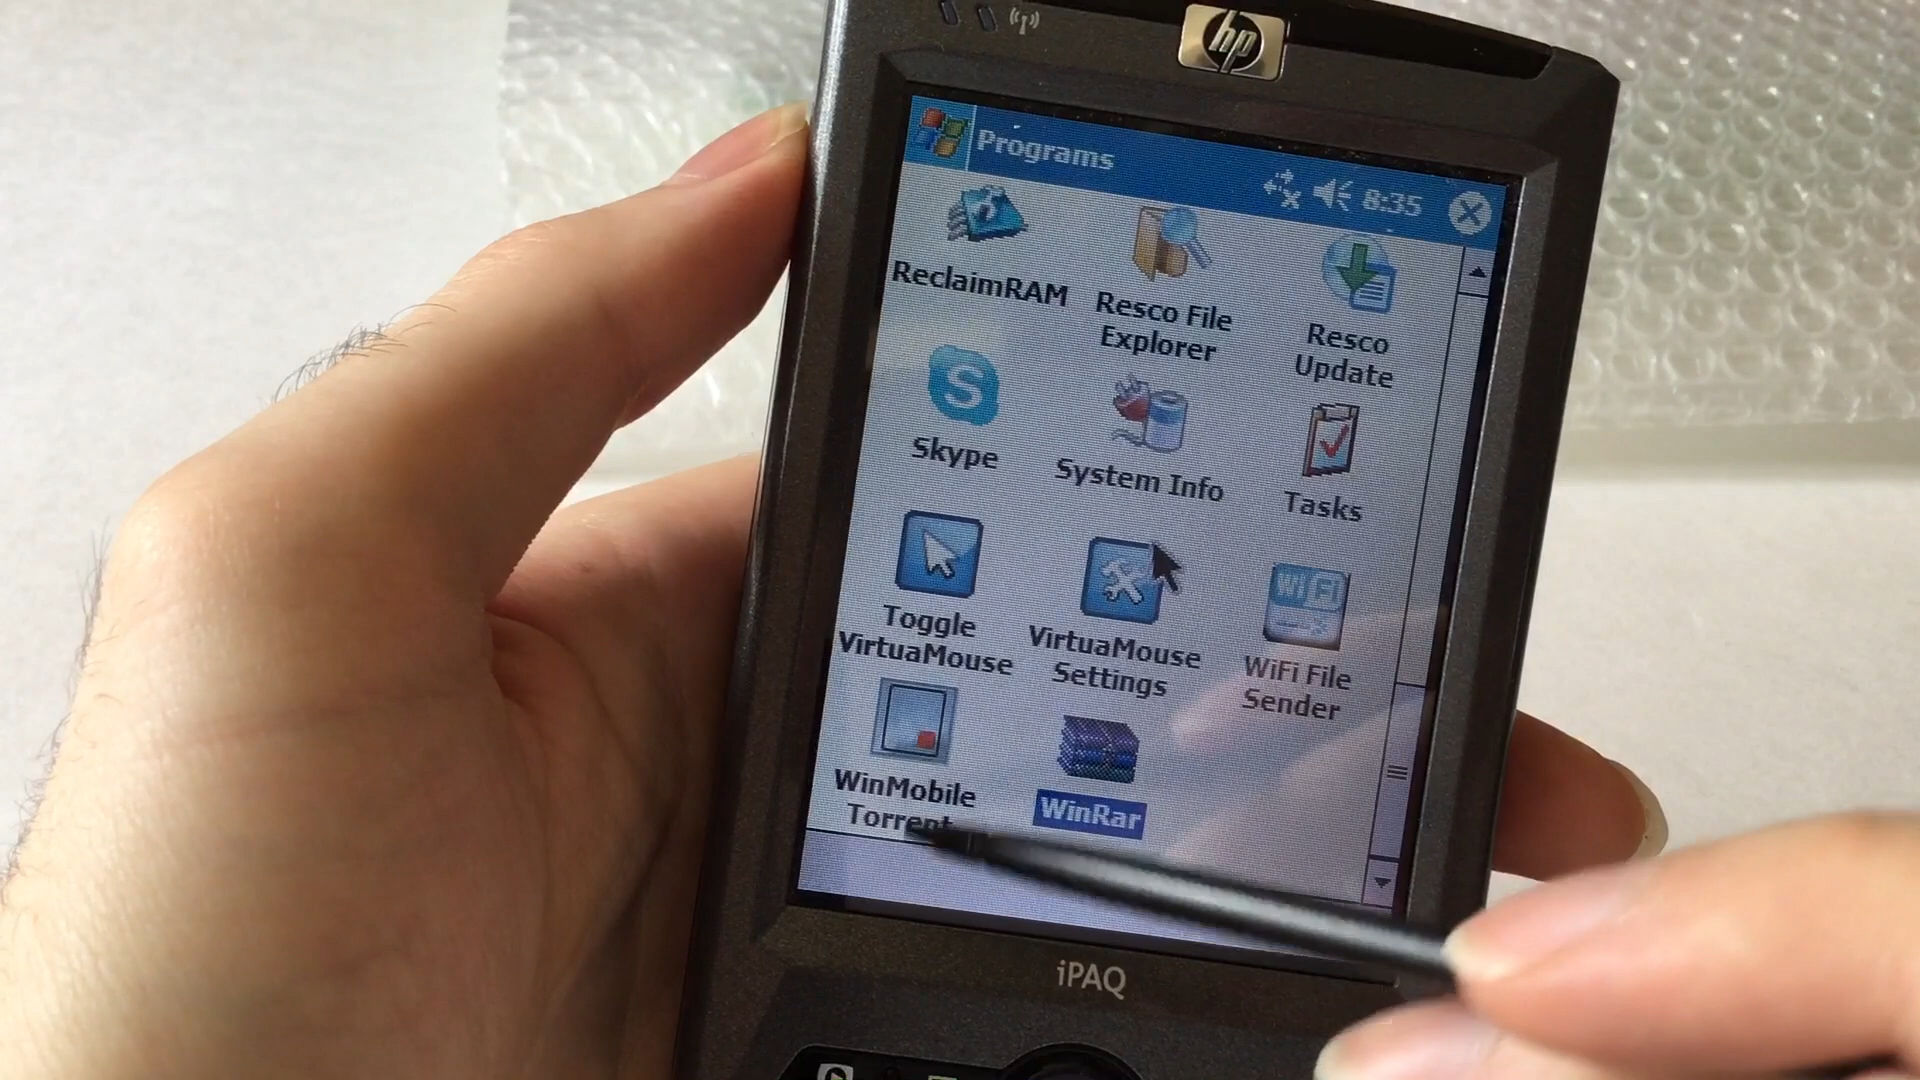 hp
Programs
8:35
ReclaimRAM
Resco File
Explorer
Resco
Update
S
Skype
System Info
Tasks
WiFi
Toggle
VirtuaMouse
VirtuaMouse
Settings
WiFi File
Sender
WinMobile
Torrent
WinRar
iPAQ